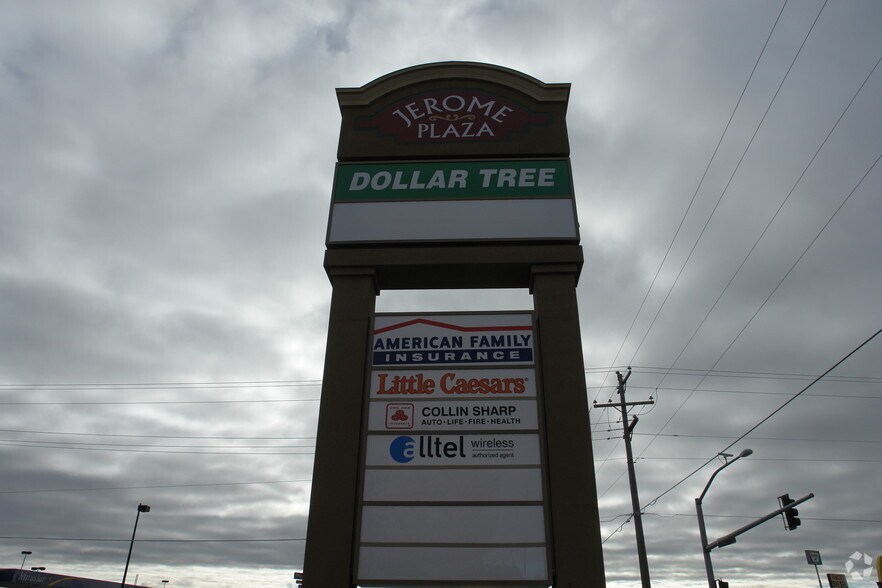 JEROME
PLAZA
DOLLAR TREE
AMERICAN FAMILY
INSURANCE
Little Caesars®
COLLIN SHARP
AUTO•LIFE•FIRE•HEALTH
alltel wireless
authorized agent